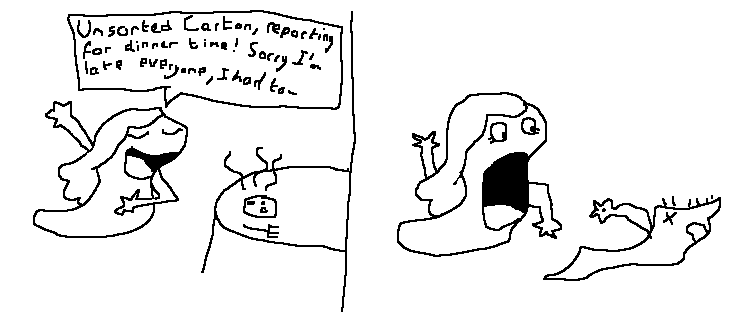 Unsorted Carton, reporting
for dinner time! Sorry I'm
late everyone, I had to-